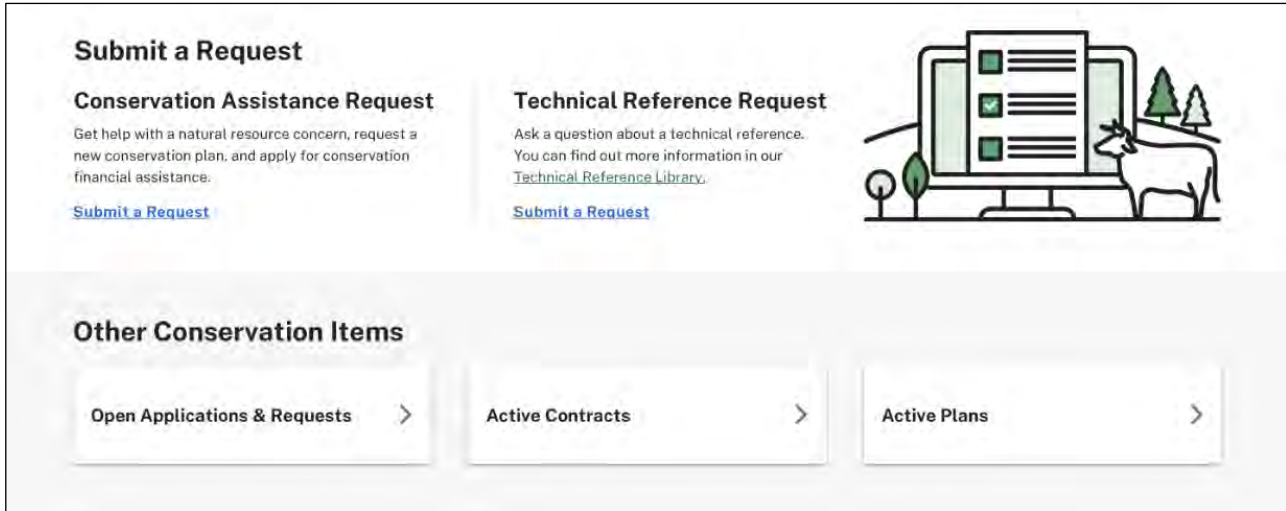 Submit a Request
Conservation Assistance Request
Get help with a natural resource concern, request a
new conservation plan, and apply for conservation
financial assistance.
Submit a Request
Technical Reference Request
Ask a question about a technical reference.
You can find out more information in our
Technical Reference Library.
Submit a Request
Other Conservation Items
Open Applications & Requests
Active Contracts
Active Plans